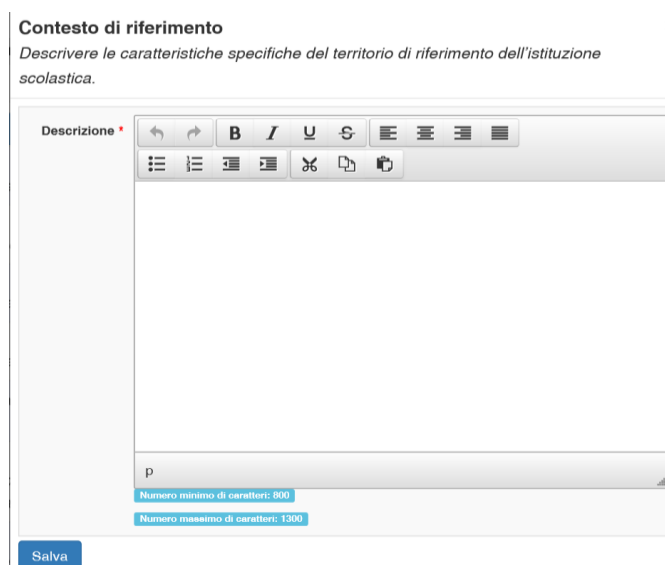 Contesto di riferimento
Descrivere le caratteristiche specifiche del territorio di riferimento dell'istituzione
scolastica.
Descrizione *
B I U S
p
Numero minimo di caratteri: 800
Numero massimo di caratteri: 1300
Salva